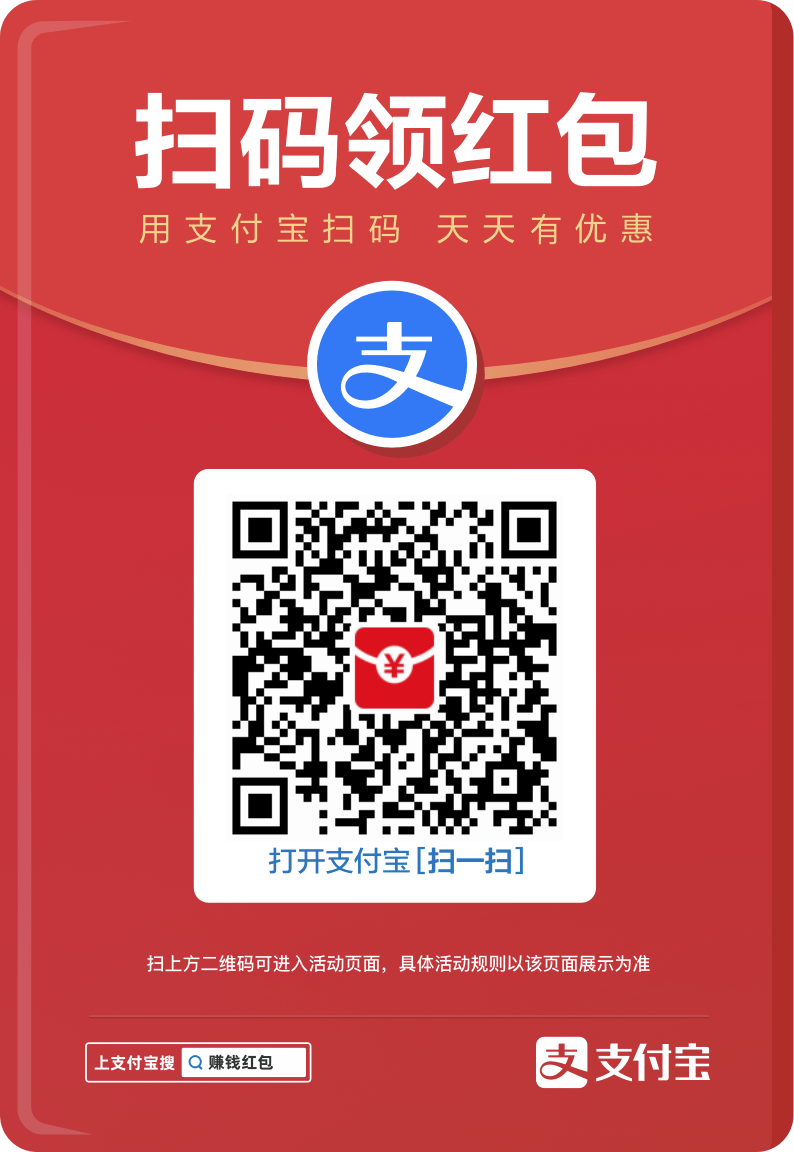 扫码领红包
用支付宝扫码 天天有优惠
支
¥
打开支付宝[扫一扫]
扫上方二维码可进入活动页面，具体活动规则以该页面展示为准
上支付宝搜 赚钱红包
支 支付宝